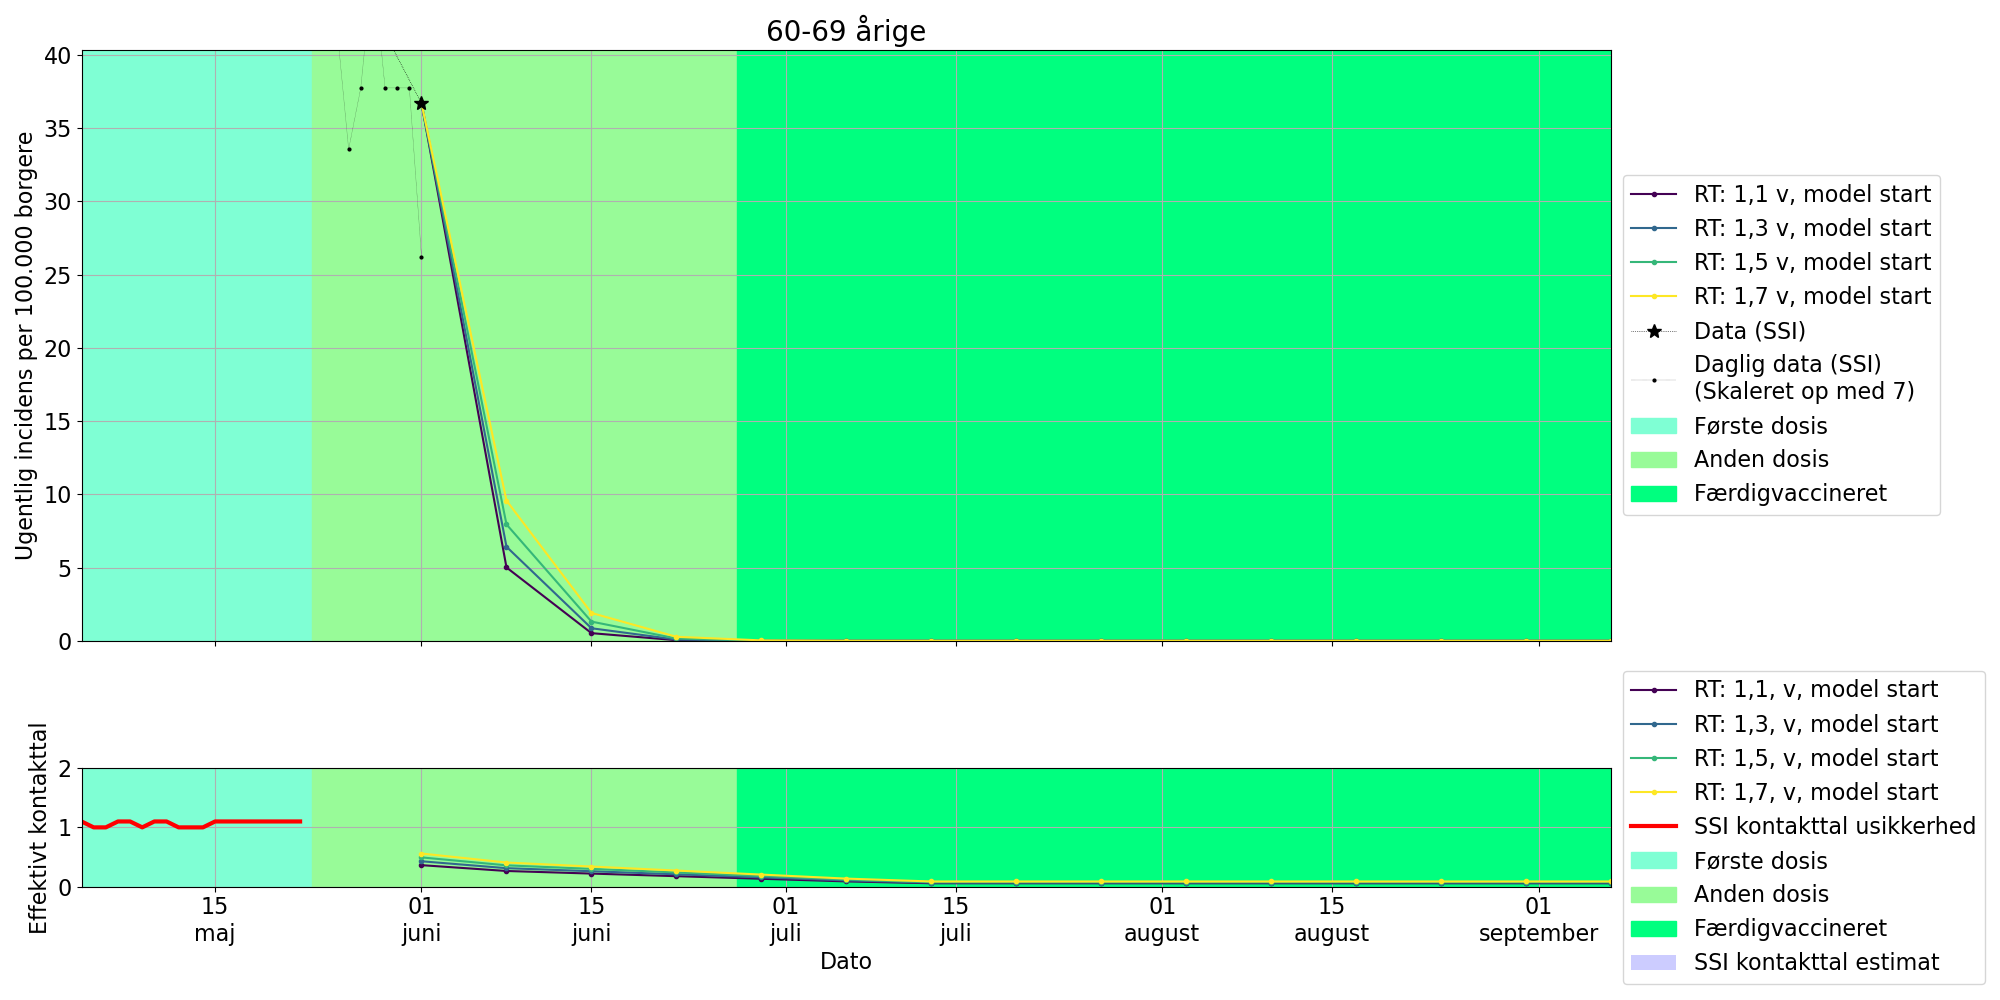 60-69 årige
Ugentlig incidens per 100.000 borgere
40
35
30
25
20
15
10
5
0
RT: 1,1 v, model start
RT: 1,3 v, model start
RT: 1,5 v, model start
RT: 1,7 v, model start
Data (SSI)
Daglig data (SSI)
(Skaleret op med 7)
Første dosis
Anden dosis
Færdigvaccineret
Effektivt kontakttal
2
1
0
RT: 1,1, v, model start
RT: 1,3, v, model start
RT: 1,5, v, model start
RT: 1,7, v, model start
SSI kontakttal usikkerhed
Første dosis
Anden dosis
Færdigvaccineret
SSI kontakttal estimat
15 01 15 01 15 01 15 01
maj juni juni juli juli august august september
Dato